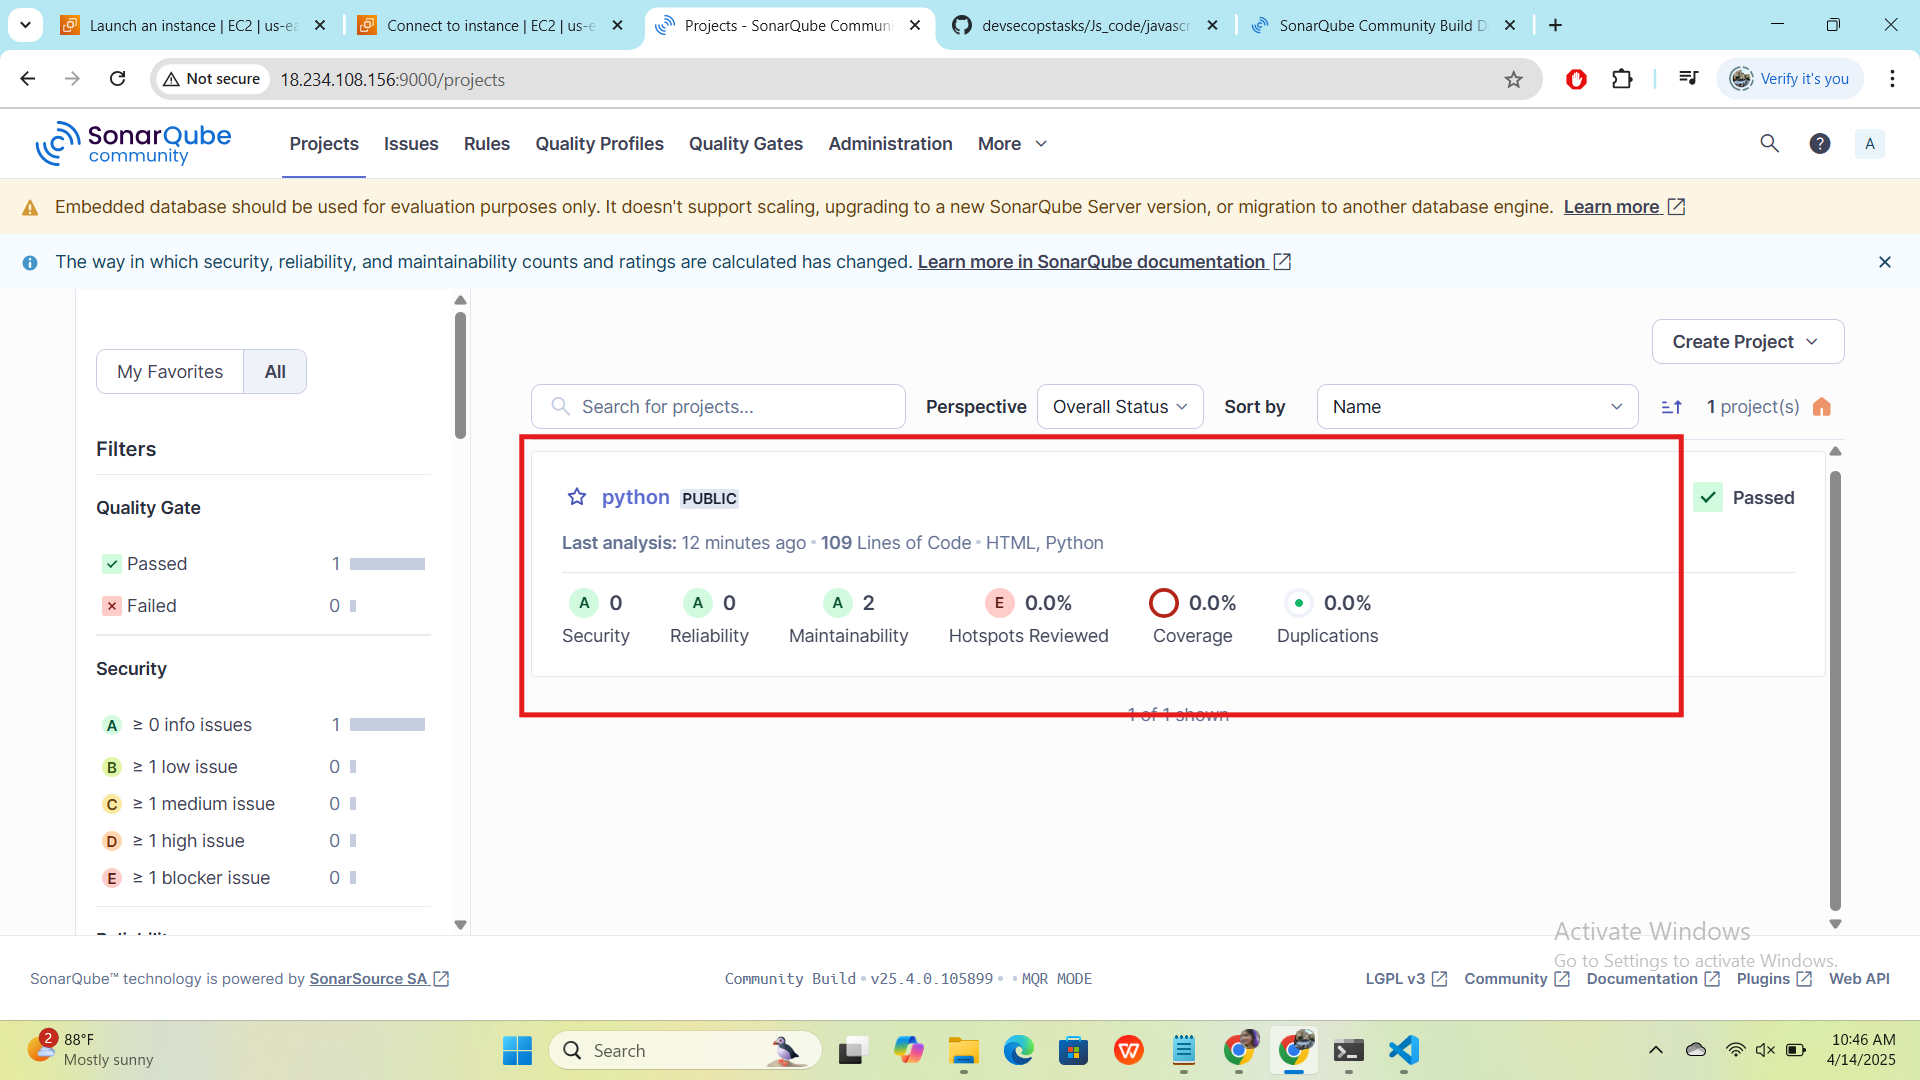 Launch an instance | EC2 | us-ea
Connect to instance | EC2 | us-e
Projects - SonarQube Communi
devsecopstasks/Js_code/javascr
SonarQube Community Build D
Not secure 18.234.108.156:9000/projects
Verify it's you
SonarQube community
Projects Issues Rules Quality Profiles Quality Gates Administration More
? A
Embedded database should be used for evaluation purposes only. It doesn't support scaling, upgrading to a new SonarQube Server version, or migration to another database engine. Learn more
The way in which security, reliability, and maintainability counts and ratings are calculated has changed. Learn more in SonarQube documentation
My Favorites All
Filters
Quality Gate
Passed 1
Failed 0
Security
A ≥ 0 info issues 1
B ≥ 1 low issue 0
C ≥ 1 medium issue 0
D ≥ 1 high issue 0
E ≥ 1 blocker issue 0
Create Project
Search for projects... Perspective Overall Status Sort by Name 1 project(s)
python PUBLIC
Passed
Last analysis: 12 minutes ago • 109 Lines of Code • HTML, Python
A 0 A 0 A 2 E 0.0% 0.0% 0.0%
Security Reliability Maintainability Hotspots Reviewed Coverage Duplications
1 of 1 shown
Activate Windows
Go to Settings to activate Windows.
SonarQube™ technology is powered by SonarSource SA
Community Build • v25.4.0.105899 • • MQR MODE
LGPL v3 Community Documentation Plugins Web API
2
88°F
Mostly sunny
Search
10:46 AM
4/14/2025